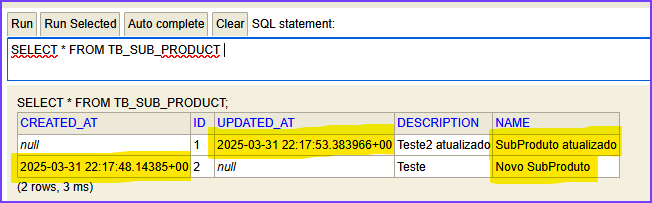 Run Run Selected Auto complete Clear SQL statement:
SELECT * FROM TB_SUB_PRODUCT
SELECT * FROM TB_SUB_PRODUCT;
CREATED_AT ID UPDATED_AT DESCRIPTION NAME
null 1 2025-03-31 22:17:53.383966+00 Teste2 atualizado SubProduto atualizado
2025-03-31 22:17:48.14385+00 2 null Teste Novo SubProduto
(2 rows, 3 ms)